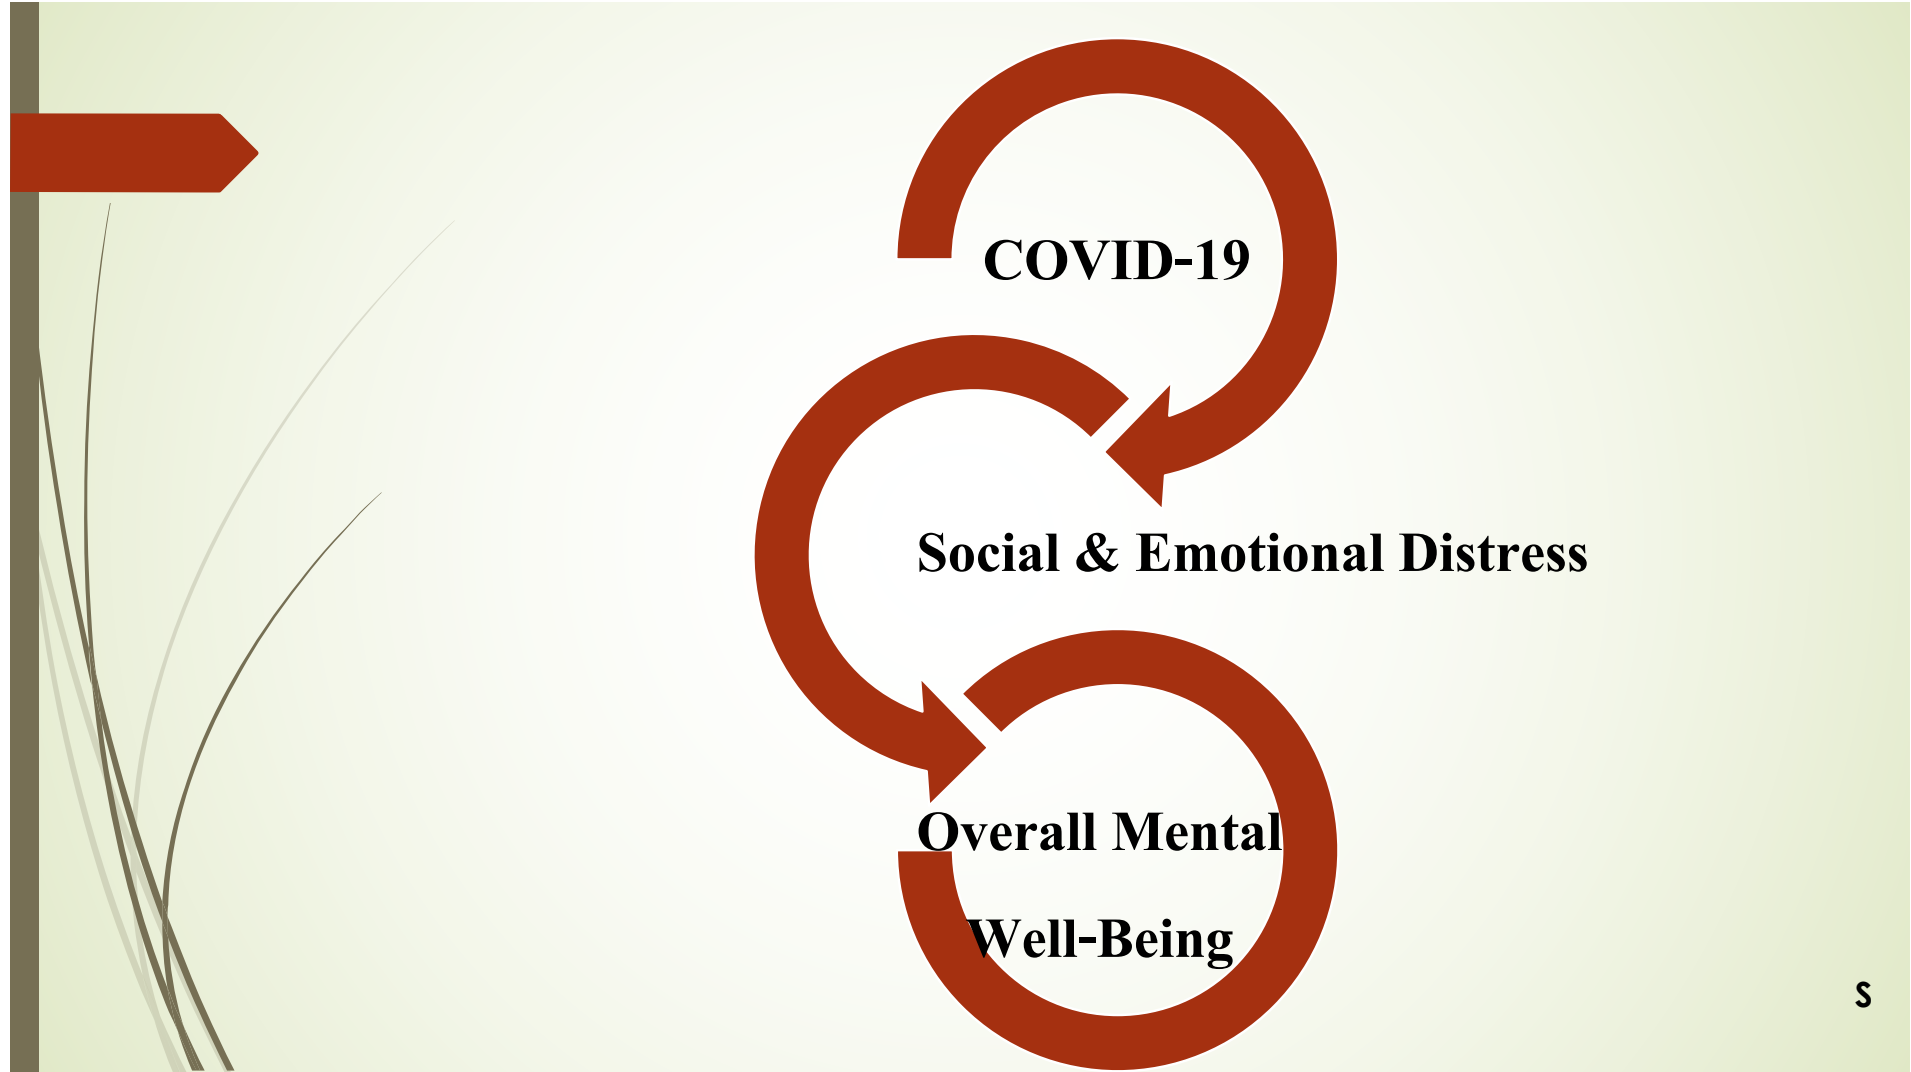 COVID-19
Social & Emotional Distress
Overall Mental
Well-Being
S